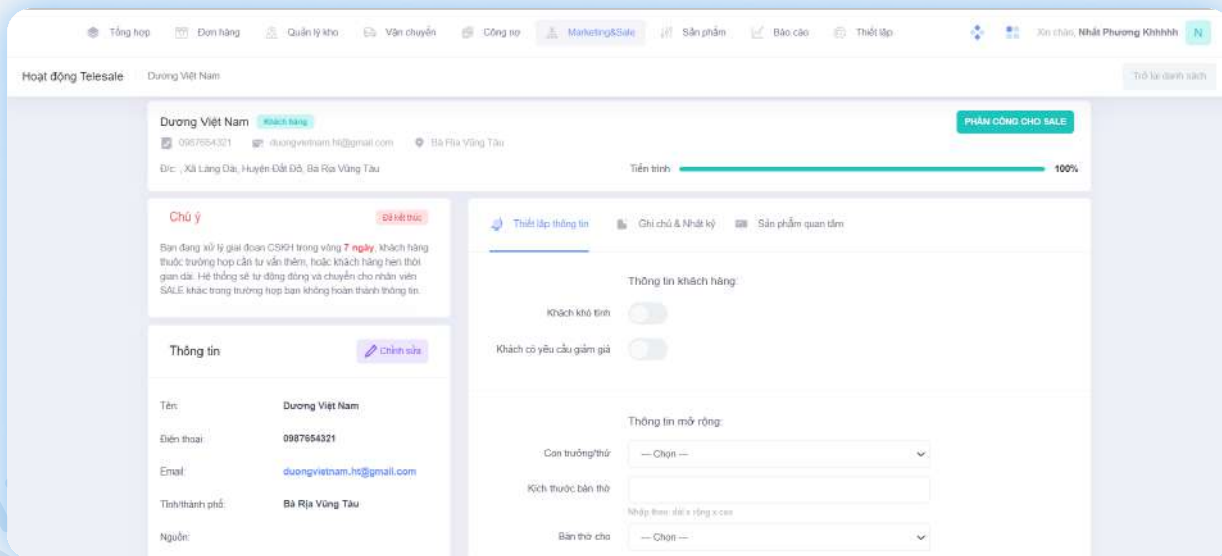 Tổng hợp Đơn hàng Quản lý kho Vận chuyển Công nợ Marketing&Sale Sản phẩm Báo cáo Thiết lập Xin chào, Nhất Phương Khhhhh N
Hoạt động Telesale Dương Việt Nam Trở lại danh sách
Dương Việt Nam Khách hàng PHÂN CÔNG CHO SALE
0987654321 duongvietnam.ht@gmail.com Bà Rịa Vũng Tàu
Đ/c: , Xã Láng Dài, Huyện Đất Đỏ, Bà Rịa Vũng Tàu Tiến trình 100%
Chú ý Đã kết thúc
Bạn đang xử lý giai đoạn CSKH trong vòng 7 ngày, khách hàng
thuộc trường hợp cần tư vấn thêm, hoặc khách hàng hẹn thời
gian dài. Hệ thống sẽ tự động đóng và chuyển cho nhân viên
SALE khác trong trường hợp bạn không hoàn thành thông tin.
Thông tin Chỉnh sửa
Tên: Dương Việt Nam
Điện thoại: 0987654321
Email: duongvietnam.ht@gmail.com
Tỉnh/thành phố: Bà Rịa Vũng Tàu
Nguồn:
Thiết lập thông tin Ghi chú & Nhật ký Sản phẩm quan tâm
Thông tin khách hàng:
Khách khó tính
Khách có yêu cầu giảm giá
Thông tin mở rộng:
Con trưởng/thứ --- Chọn ---
Kích thước bàn thờ
Nhập theo: dài x rộng x cao
Bàn thờ cho --- Chọn ---